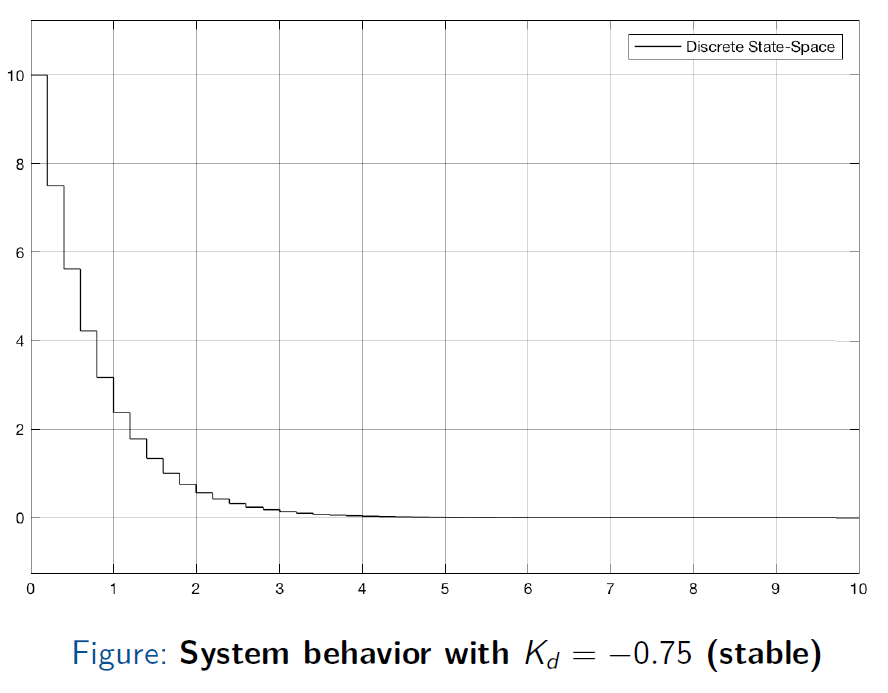 Discrete State-Space
10
8
6
4
2
0
0 1 2 3 4 5 6 7 8 9 10
Figure: System behavior with K_d = −0.75 (stable)